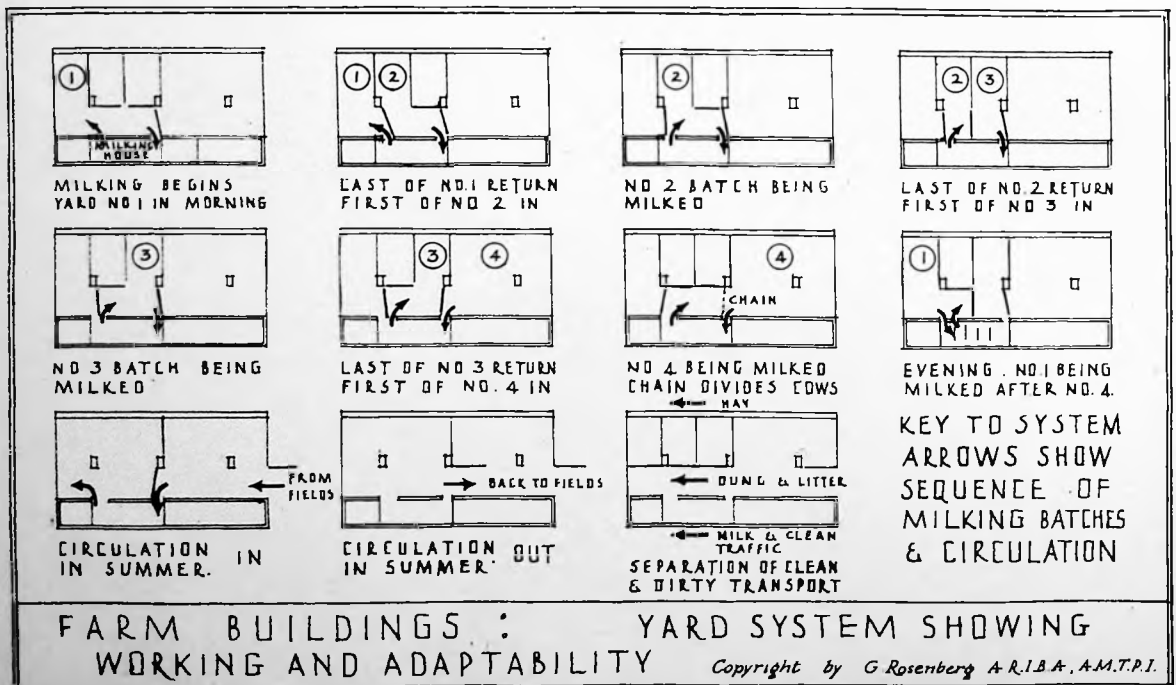 1
MILKING
HOUSE
MILKING BEGINS
YARD NO 1 IN MORNING
1 2
LAST OF NO.1 RETURN
FIRST OF NO 2 IN
2
NO 2 BATCH BEING
MILKED
2 3
LAST OF NO. 2 RETURN
FIRST OF NO 3 IN
3
NO 3 BATCH BEING
MILKED
3 4
LAST OF NO 3 RETURN
FIRST OF NO. 4 IN
4
CHAIN
NO 4 BEING MILKED
CHAIN DIVIDES COWS
1
EVENING. NO.1 BEING
MILKED AFTER NO. 4.
FROM
FIELDS
CIRCULATION IN
IN SUMMER.
BACK TO FIELDS
CIRCULATION OUT
IN SUMMER.
HAY
DUNG & LITTER
MILK & CLEAN
TRAFFIC
SEPARATION OF CLEAN
& DIRTY TRANSPORT
KEY TO SYSTEM
ARROWS SHOW
SEQUENCE OF
MILKING BATCHES
& CIRCULATION
FARM BUILDINGS : YARD SYSTEM SHOWING
WORKING AND ADAPTABILITY Copyright by G Rosenberg A.R.I.B.A, A.M.T.P.I.